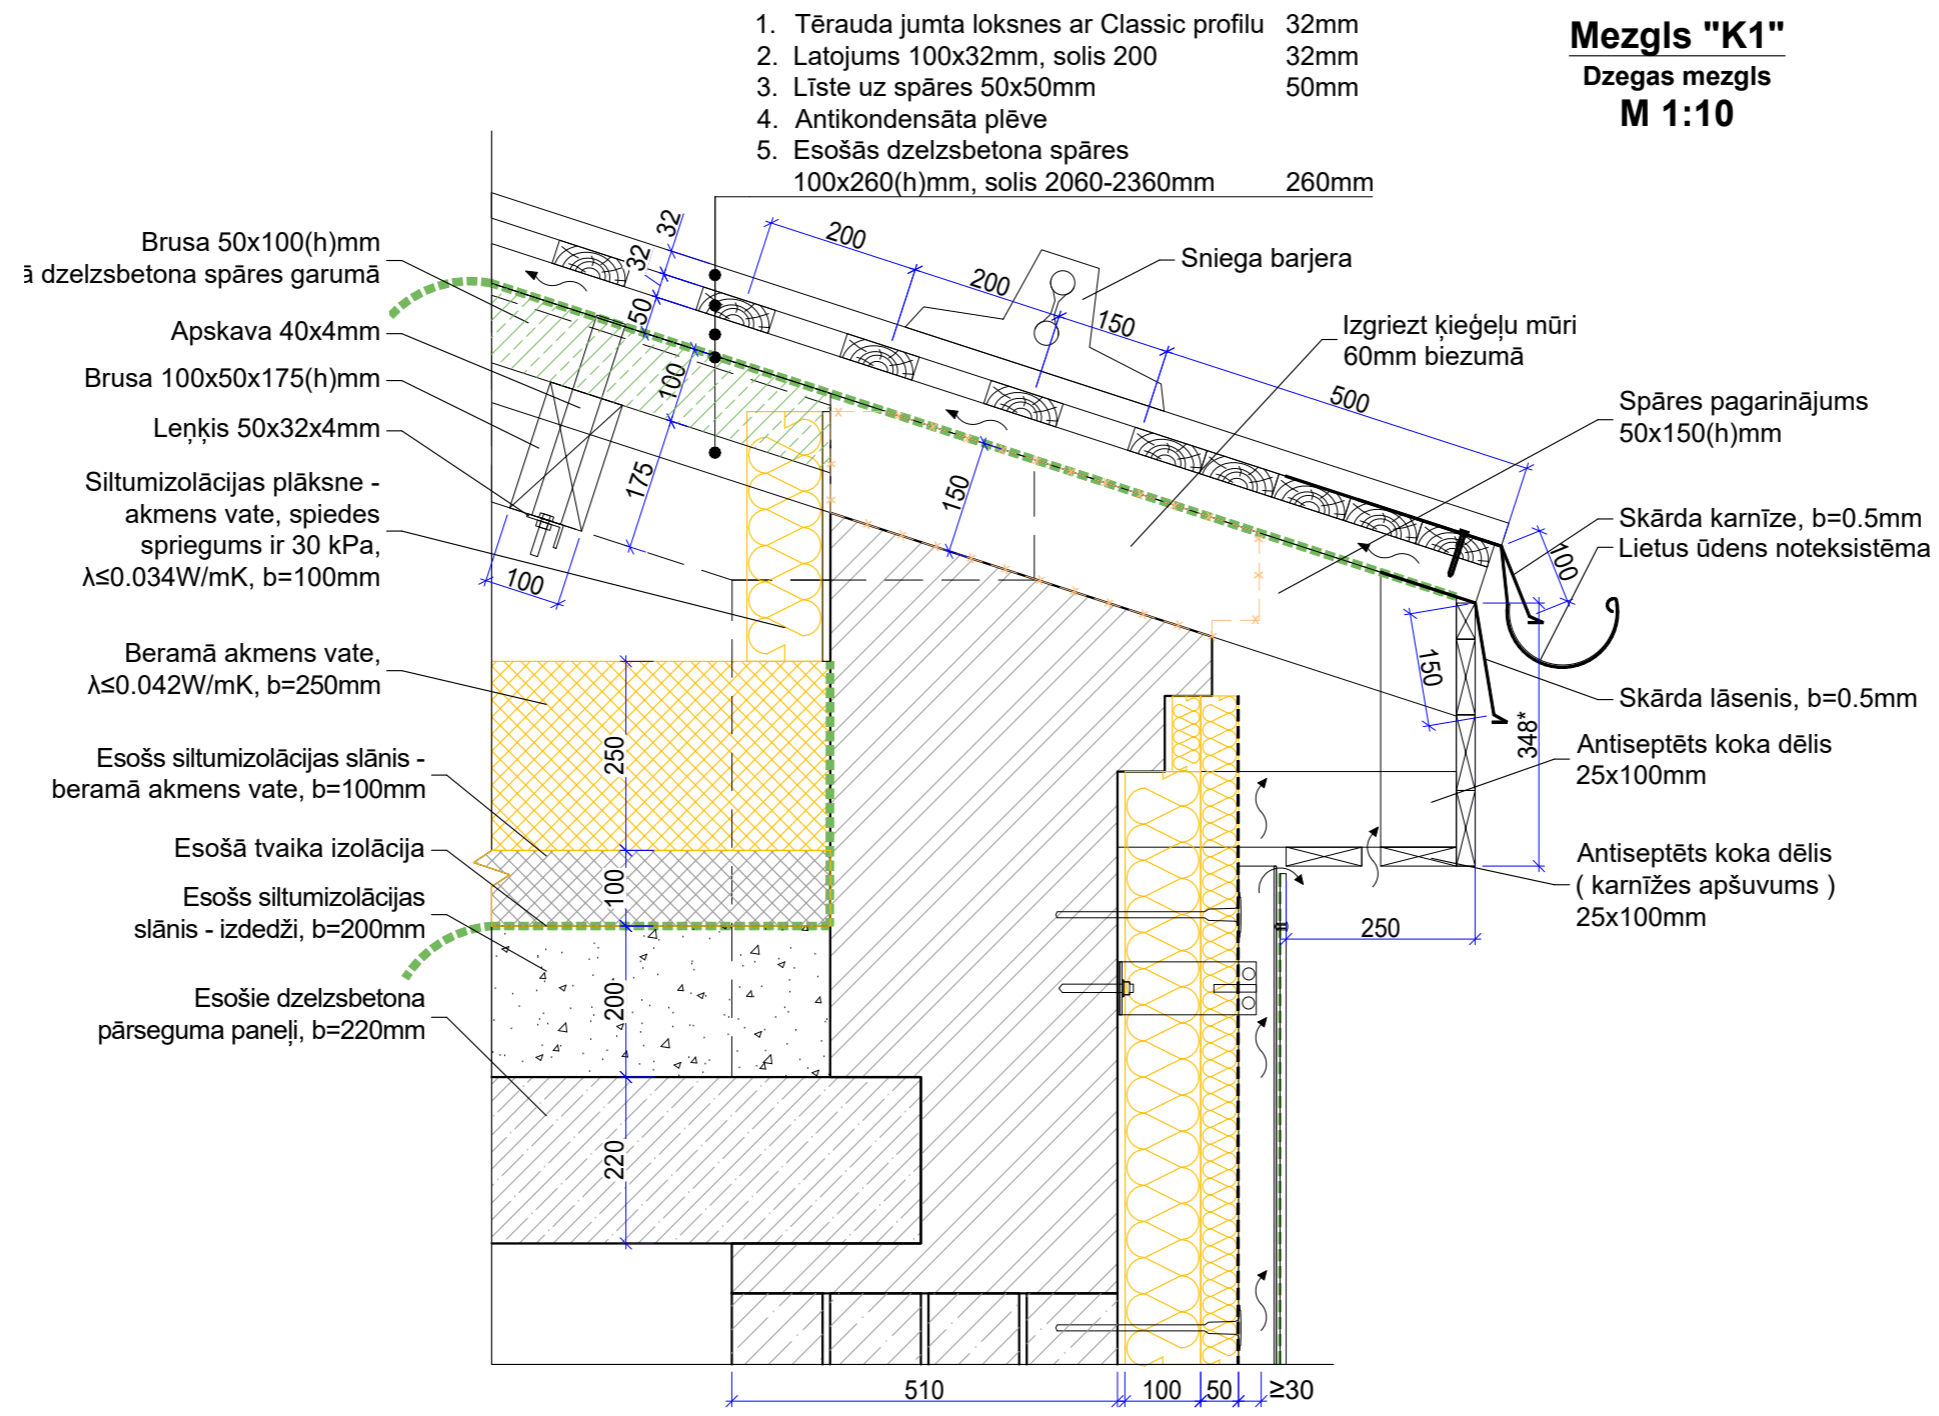 1. Tērauda jumta loksnes ar Classic profilu 32mm
2. Latojums 100x32mm, solis 200 32mm
3. Līste uz spāres 50x50mm 50mm
4. Antikondensāta plēve
5. Esošās dzelzsbetona spāres
100x260(h)mm, solis 2060-2360mm 260mm
Mezgls "K1"
Dzegas mezgls
M 1:10
Brusa 50x100(h)mm
ā dzelzsbetona spāres garumā
Apskava 40x4mm
Brusa 100x50x175(h)mm
Leņķis 50x32x4mm
Siltumizolācijas plāksne -
akmens vate, spiedes
spriegums ir 30 kPa,
λ≤0.034W/mK, b=100mm
Beramā akmens vate,
λ≤0.042W/mK, b=250mm
Esošs siltumizolācijas slānis -
beramā akmens vate, b=100mm
Esošā tvaika izolācija
Esošs siltumizolācijas
slānis - izdedži, b=200mm
Esošie dzelzsbetona
pārseguma paneļi, b=220mm
32
32
50
100
175
100
200
200
150
500
150
Sniega barjera
Izgriezt ķieģeļu mūri
60mm biezumā
Spāres pagarinājums
50x150(h)mm
Skārda karnīze, b=0.5mm
Lietus ūdens noteksistēma
100
150
348*
Skārda lāsenis, b=0.5mm
Antiseptēts koka dēlis
25x100mm
Antiseptēts koka dēlis
( karnīžes apšuvums )
25x100mm
250
250
100
200
220
510
100
50
≥30